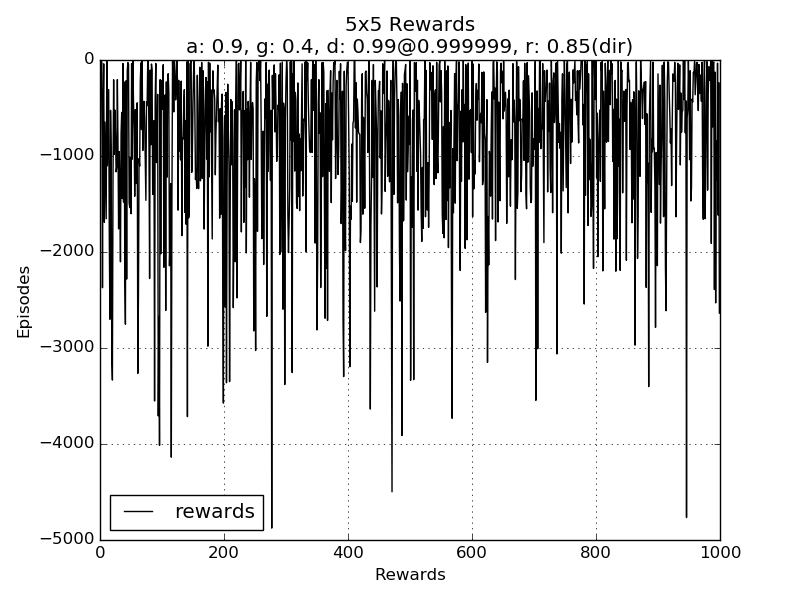 5x5 Rewards
a: 0.9, g: 0.4, d: 0.99@0.999999, r: 0.85(dir)
0
−1000
−2000
−3000
−4000
−5000
Episodes
rewards
0 200 400 600 800 1000
Rewards